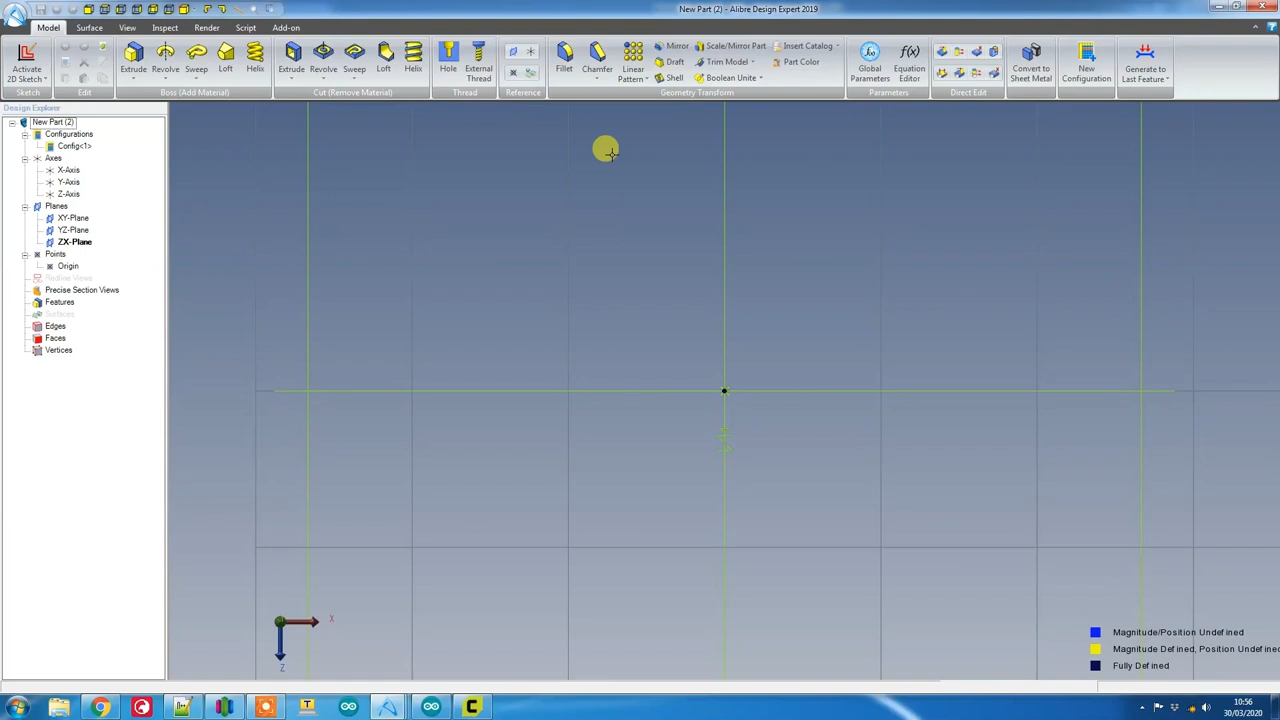 New Part (2) - Alibre Design Expert 2019
Model Surface View Inspect Render Script Add-on
Activate 2D Sketch
Extrude Revolve Sweep Loft Helix
Extrude Revolve Sweep Loft Helix
Hole External Thread
Fillet Chamfer Linear Pattern
Mirror Scale/Mirror Part Insert Catalog
Draft Trim Model Part Color
Shell Boolean Unite
Global Parameters Equation Editor
Convert to Sheet Metal
New Configuration
Generate to Last Feature
Sketch Edit Boss (Add Material) Cut (Remove Material) Thread Reference Geometry Transform Parameters Direct Edit
Design Explorer
New Part (2)
Configurations
Config<1>
Axes
X-Axis
Y-Axis
Z-Axis
Planes
XY-Plane
YZ-Plane
ZX-Plane
Points
Origin
Redline Views
Precise Section Views
Features
Surfaces
Edges
Faces
Vertices
X
Z
Magnitude/Position Undefined
Magnitude Defined, Position Undefined
Fully Defined
10:56
30/03/2020